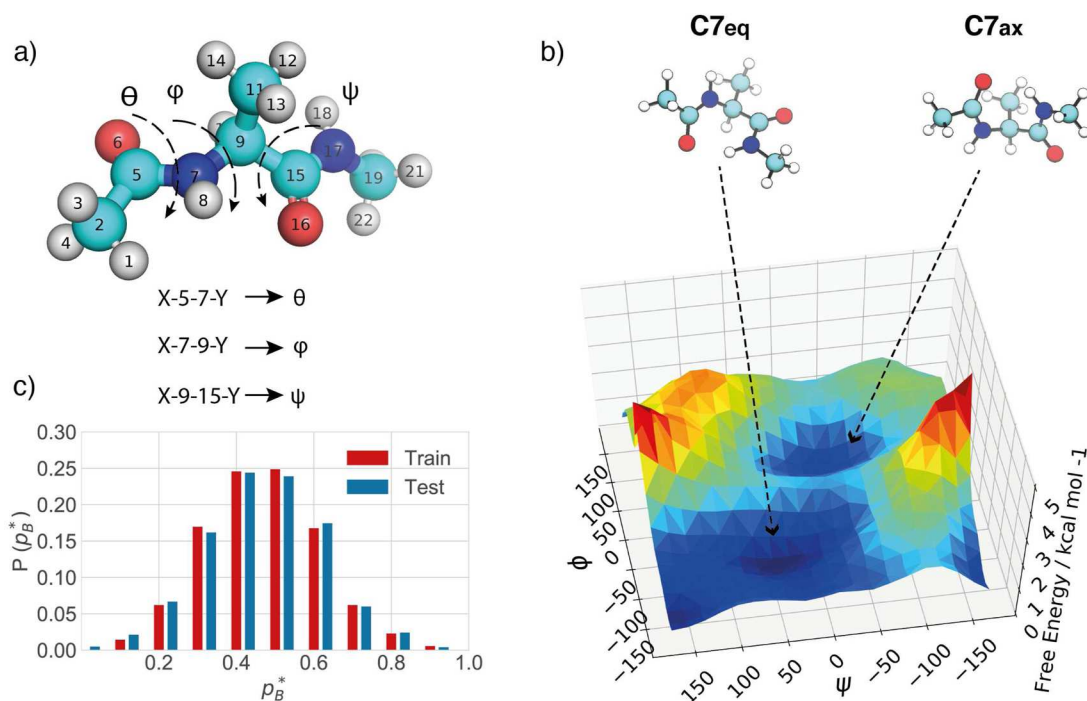 a)
14
12
11
13
θ
φ
ψ
18
6
9
17
5
7
15
19
21
3
8
2
16
22
4
1
X-5-7-Y → θ
X-7-9-Y → φ
X-9-15-Y → ψ
b)
C7eq
C7ax
ϕ
150
100
50
0
−50
−100
−150
150
100
50
0
−50
−100
−150
ψ
0
1
2
3
4
5
Free Energy / kcal mol -1
c)
0.30
0.25
0.20
0.15
0.10
0.05
0.00
P (p*B)
Train
Test
0.2
0.4
0.6
0.8
1.0
p*B